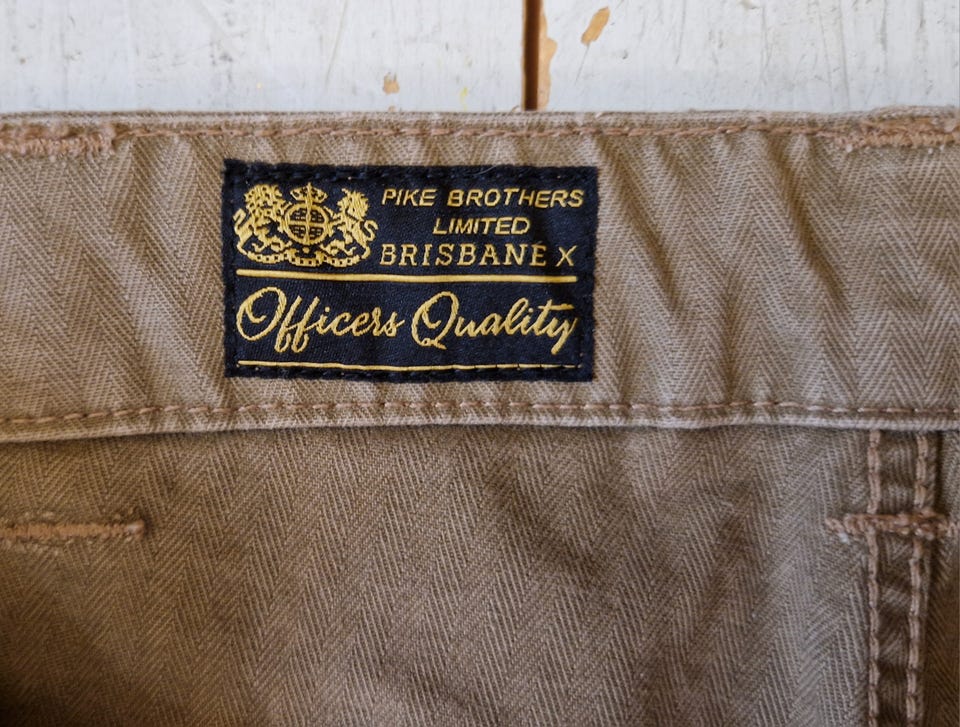 PIKE BROTHERS
LIMITED
BRISBANE X
Officers Quality